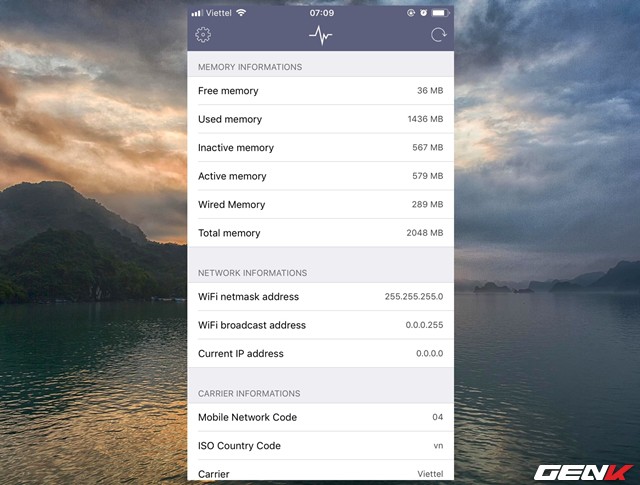 Viettel 07:09
MEMORY INFORMATIONS
Free memory 36 MB
Used memory 1436 MB
Inactive memory 567 MB
Active memory 579 MB
Wired Memory 289 MB
Total memory 2048 MB
NETWORK INFORMATIONS
WiFi netmask address 255.255.255.0
WiFi broadcast address 0.0.0.255
Current IP address 0.0.0.0
CARRIER INFORMATIONS
Mobile Network Code 04
ISO Country Code vn
Carrier Viettel
GENK